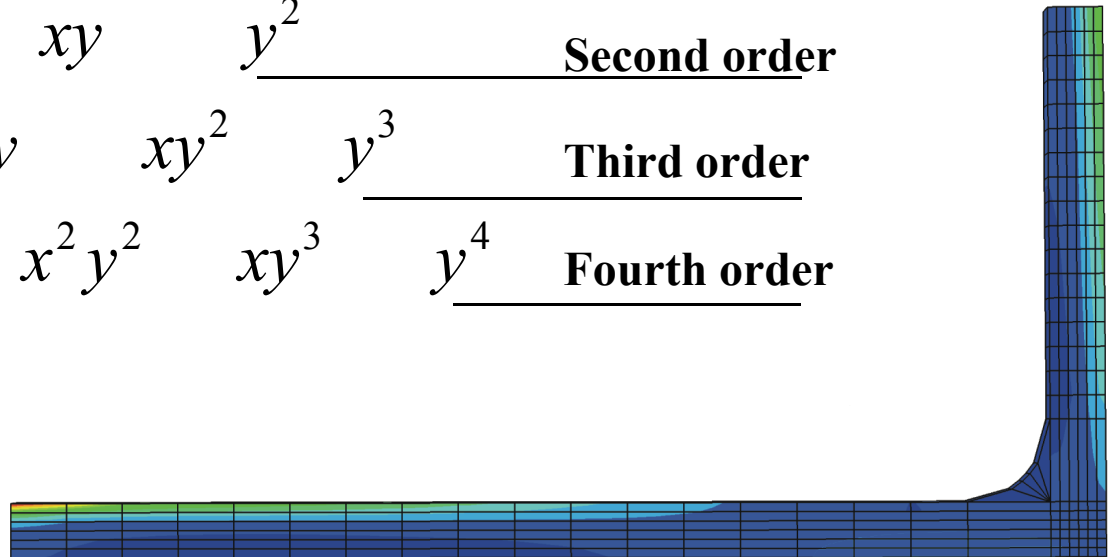 xy y² Second order
y xy² y³ Third order
x²y² xy³ y⁴ Fourth order